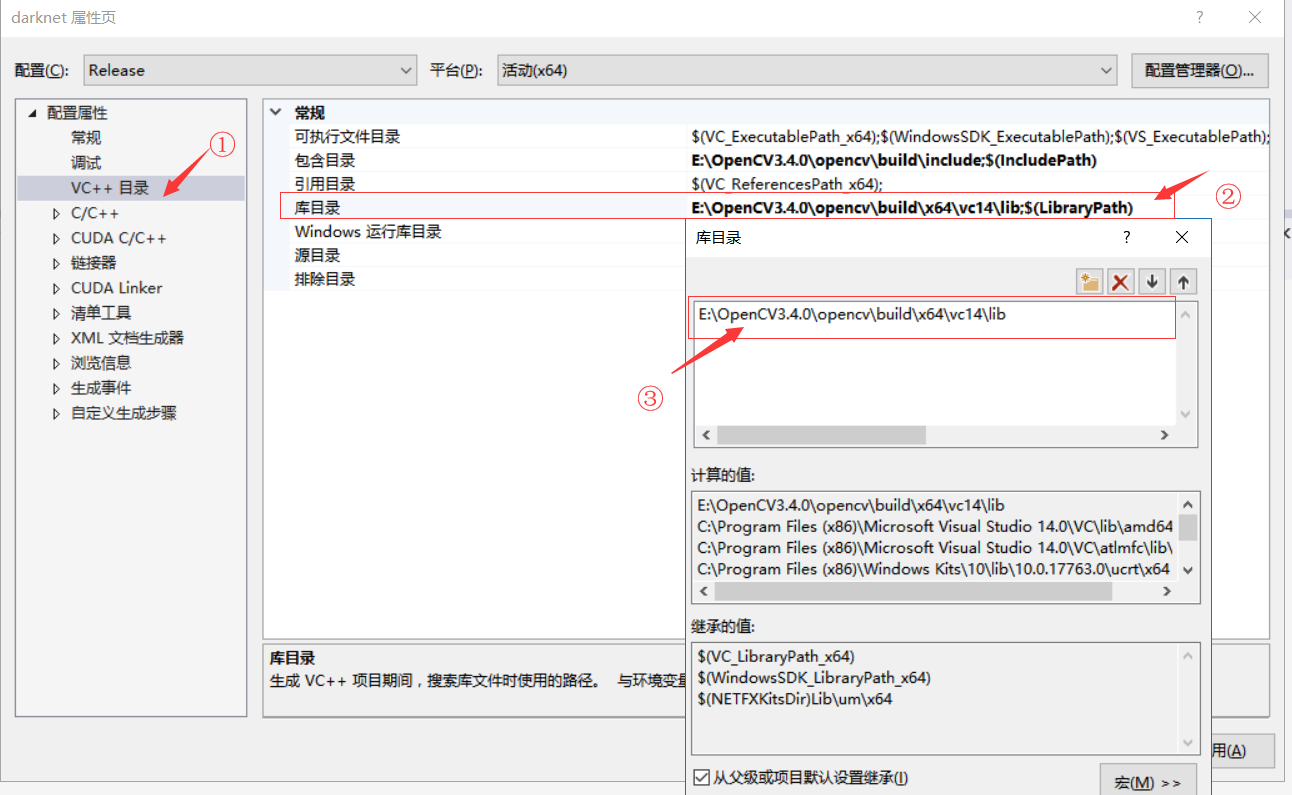 darknet 属性页
配置(C): Release 平台(P): 活动(x64) 配置管理器(O)...
配置属性
常规
调试
VC++ 目录
C/C++
CUDA C/C++
链接器
CUDA Linker
清单工具
XML 文档生成器
浏览信息
生成事件
自定义生成步骤
①
常规
可执行文件目录 $(VC_ExecutablePath_x64);$(WindowsSDK_ExecutablePath);$(VS_ExecutablePath);
包含目录 E:\OpenCV3.4.0\opencv\build\include;$(IncludePath)
引用目录 $(VC_ReferencesPath_x64);
库目录 E:\OpenCV3.4.0\opencv\build\x64\vc14\lib;$(LibraryPath)
Windows 运行库目录
源目录
排除目录
②
库目录
E:\OpenCV3.4.0\opencv\build\x64\vc14\lib
③
计算的值:
E:\OpenCV3.4.0\opencv\build\x64\vc14\lib
C:\Program Files (x86)\Microsoft Visual Studio 14.0\VC\lib\amd64
C:\Program Files (x86)\Microsoft Visual Studio 14.0\VC\atlmfc\lib\
C:\Program Files (x86)\Windows Kits\10\lib\10.0.17763.0\ucrt\x64
继承的值:
$(VC_LibraryPath_x64)
$(WindowsSDK_LibraryPath_x64)
$(NETFXKitsDir)Lib\um\x64
从父级或项目默认设置继承(I)
宏(M) >>
库目录
生成 VC++ 项目期间，搜索库文件时使用的路径。 与环境变量
用(A)